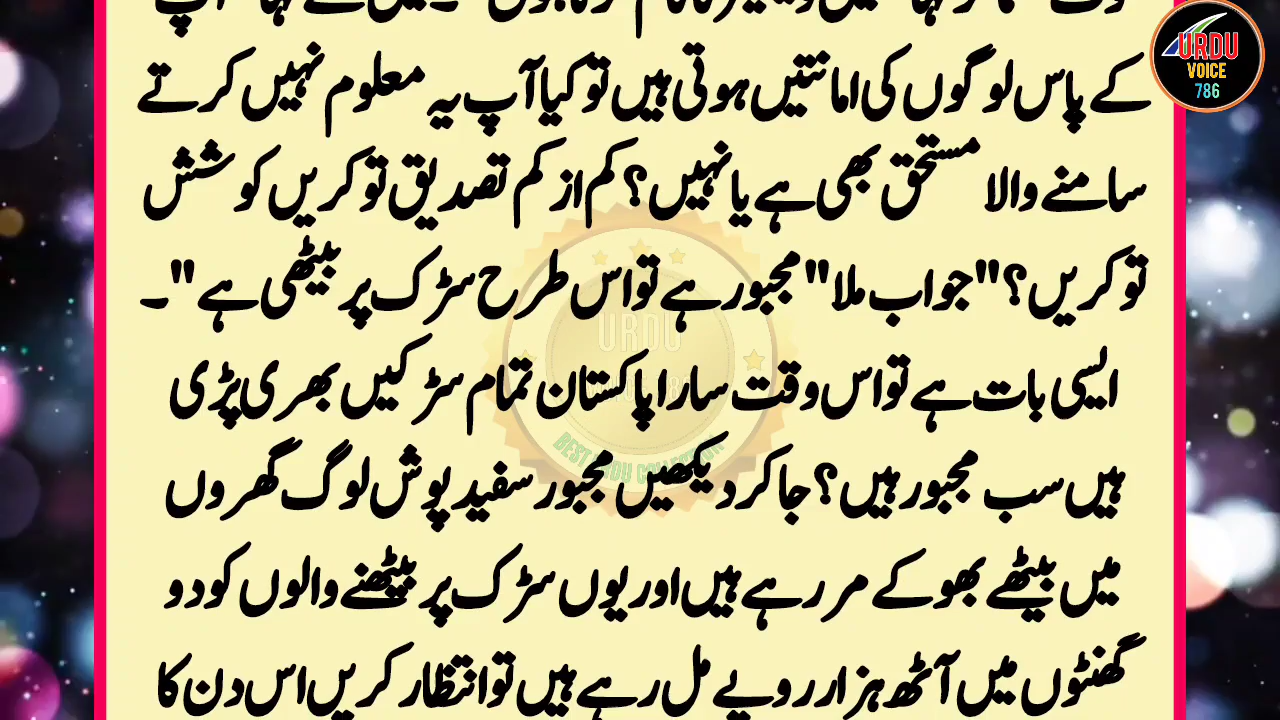 کے پاس لوگوں کی امانتیں ہوتی ہیں تو کیا آپ یہ معلوم نہیں کرتے
سامنے والا مستحق بھی ہے یا نہیں؟ کم از کم تصدیق تو کریں کوشش
تو کریں؟"جواب ملا" مجبور ہے تو اس طرح سڑک پر بیٹھی ہے"۔
ایسی بات ہے تو اس وقت سارا پاکستان تمام سڑکیں بھری پڑی
ہیں سب مجبور ہیں؟ جا کر دیکھیں مجبور سفید پوش لوگ گھروں
میں بیٹھے بھوکے مر رہے ہیں اور یوں سڑک پر بیٹھنے والوں کو دو
گھنٹوں میں آٹھ ہزار روپے مل رہے ہیں تو انتظار کریں اس دن کا
URDU
VOICE
786
URDU